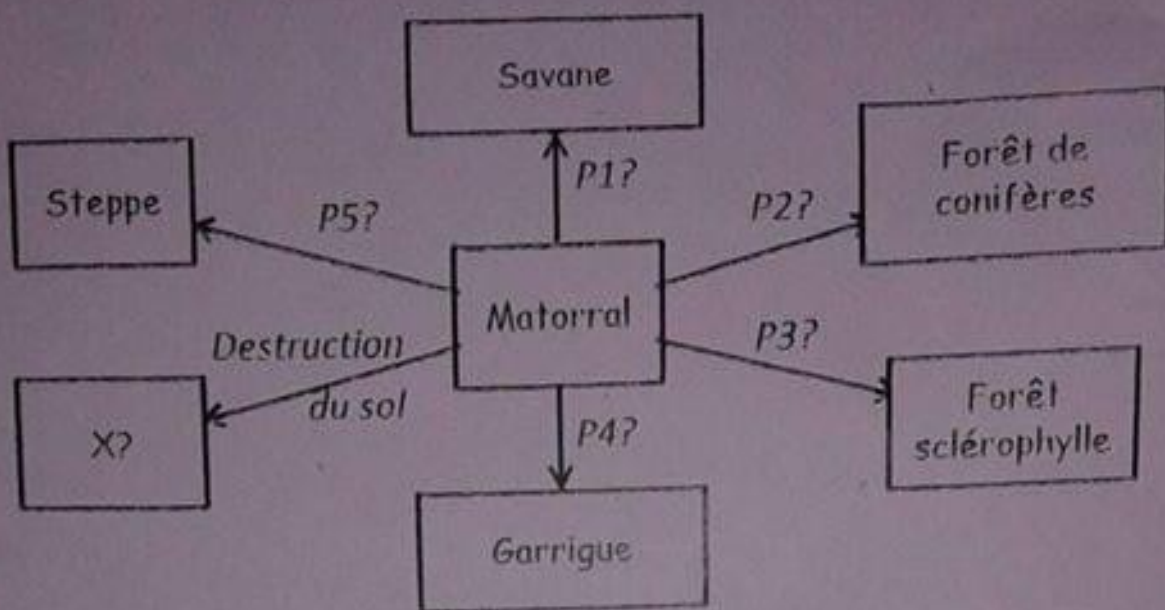 Savane
Steppe
P5?
P1?
P2?
Forêt de
conifères
Matorral
Destruction
du sol
P3?
X?
P4?
Forêt
sclérophylle
Garrigue